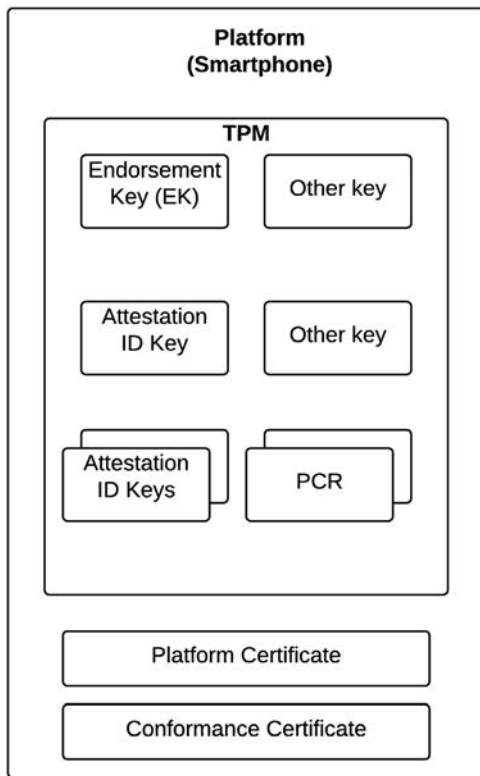 Platform
(Smartphone)
TPM
Endorsement
Key (EK)
Other key
Attestation
ID Key
Other key
Attestation
ID Keys
PCR
Platform Certificate
Conformance Certificate